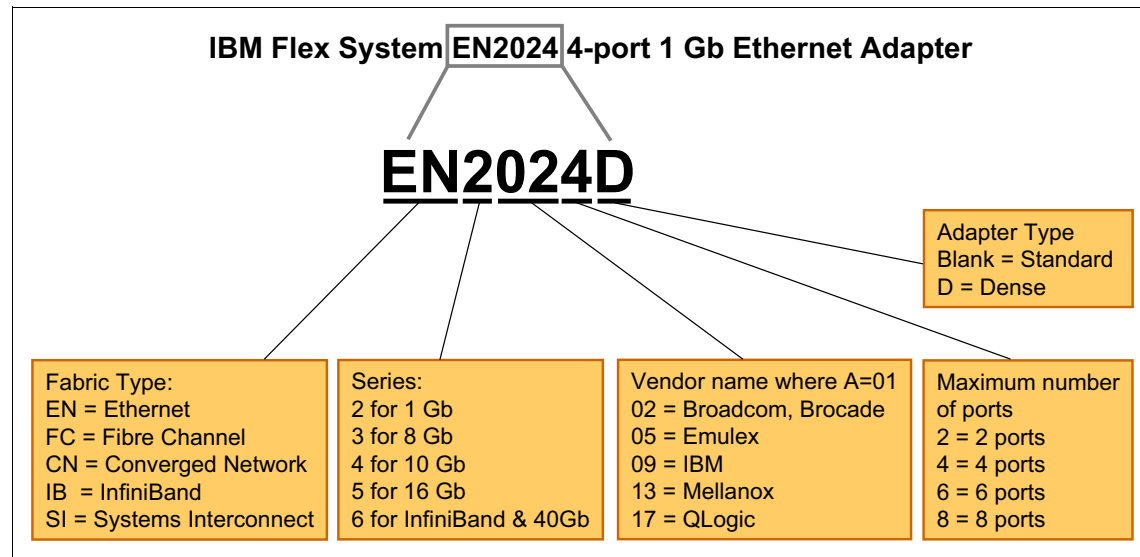 IBM Flex System EN2024 4-port 1 Gb Ethernet Adapter
EN2024D
Adapter Type
Blank = Standard
D = Dense
Fabric Type:
EN = Ethernet
FC = Fibre Channel
CN = Converged Network
IB = InfiniBand
SI = Systems Interconnect
Series:
2 for 1 Gb
3 for 8 Gb
4 for 10 Gb
5 for 16 Gb
6 for InfiniBand & 40Gb
Vendor name where A=01
02 = Broadcom, Brocade
05 = Emulex
09 = IBM
13 = Mellanox
17 = QLogic
Maximum number
of ports
2 = 2 ports
4 = 4 ports
6 = 6 ports
8 = 8 ports